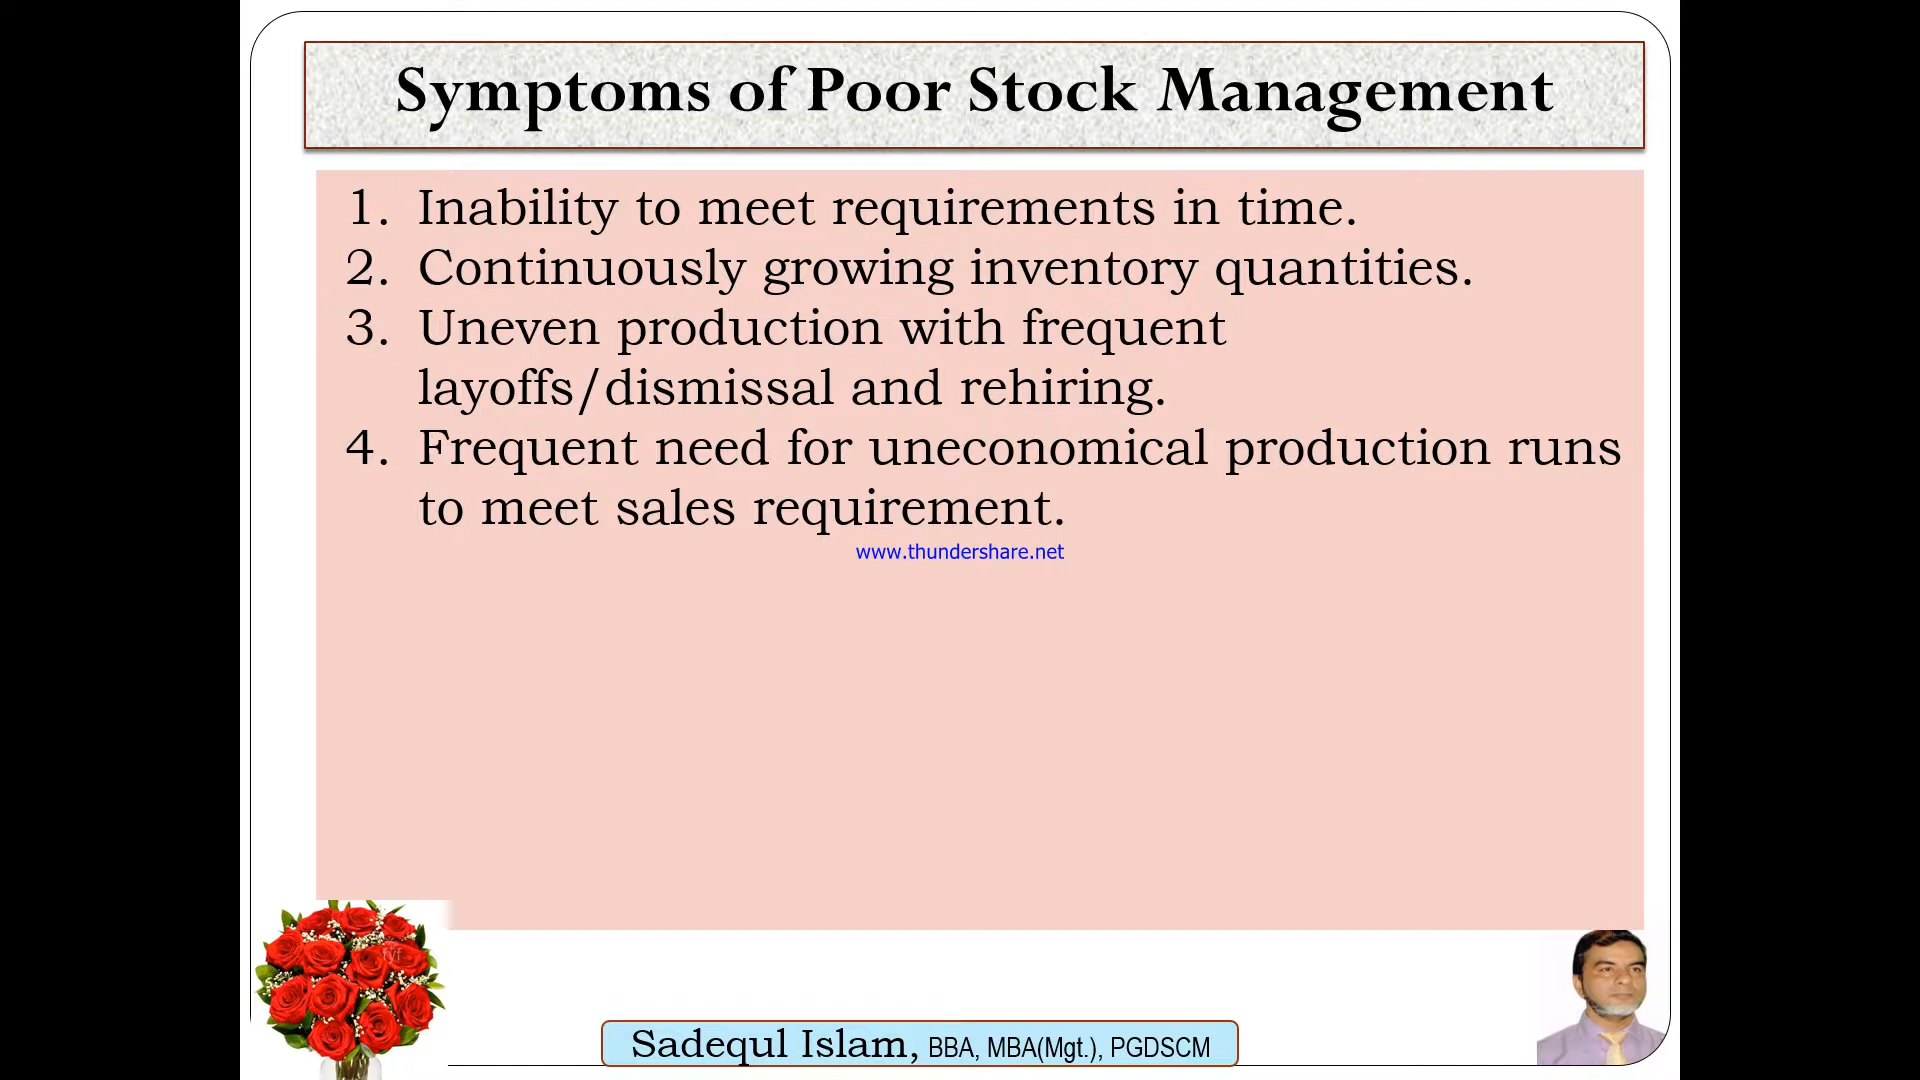 Symptoms of Poor Stock Management
1. Inability to meet requirements in time.
2. Continuously growing inventory quantities.
3. Uneven production with frequent
layoffs/dismissal and rehiring.
4. Frequent need for uneconomical production runs
to meet sales requirement.
www.thundershare.net
Sadequl Islam, BBA, MBA(Mgt.), PGDSCM